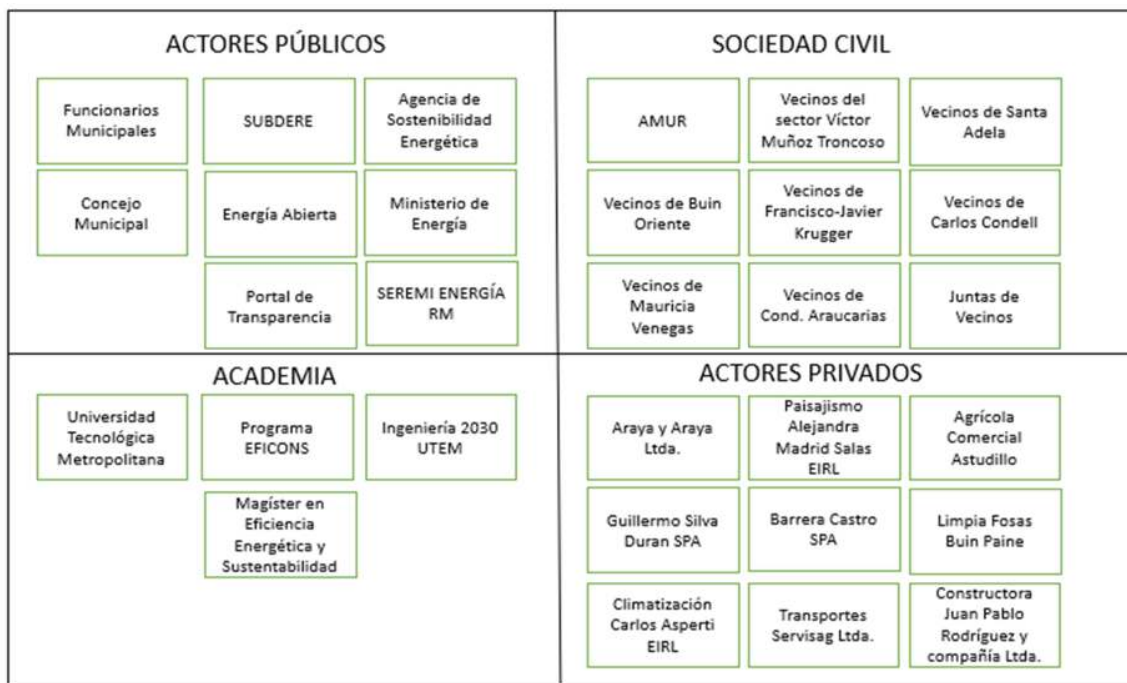 ACTORES PÚBLICOS
Funcionarios
Municipales
SUBDERE
Agencia de
Sostenibilidad
Energética
Concejo
Municipal
Energía Abierta
Ministerio de
Energía
Portal de
Transparencia
SEREMI ENERGÍA
RM
SOCIEDAD CIVIL
AMUR
Vecinos del
sector Víctor
Muñoz Troncoso
Vecinos de Santa
Adela
Vecinos de Buin
Oriente
Vecinos de
Francisco-Javier
Krugger
Vecinos de
Carlos Condell
Vecinos de
Mauricia
Venegas
Vecinos de
Cond. Araucarias
Juntas de
Vecinos
ACADEMIA
Universidad
Tecnológica
Metropolitana
Programa
EFICONS
Ingeniería 2030
UTEM
Magíster en
Eficiencia
Energética y
Sustentabilidad
ACTORES PRIVADOS
Araya y Araya
Ltda.
Paisajismo
Alejandra
Madrid Salas
EIRL
Agrícola
Comercial
Astudillo
Guillermo Silva
Duran SPA
Barrera Castro
SPA
Limpia Fosas
Buin Paine
Climatización
Carlos Asperti
EIRL
Transportes
Servisag Ltda.
Constructora
Juan Pablo
Rodríguez y
compañía Ltda.